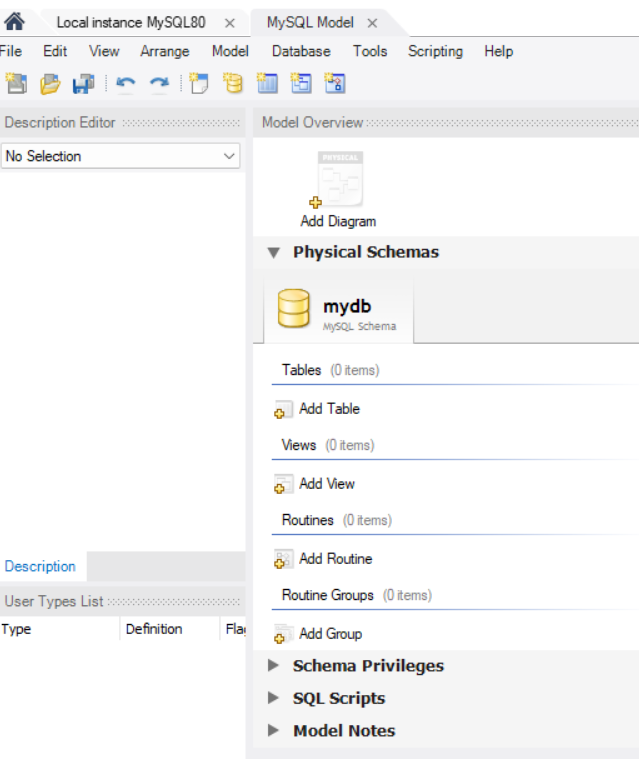 Local instance MySQL80 × MySQL Model ×
File Edit View Arrange Model Database Tools Scripting Help
Description Editor
Model Overview
No Selection
PHYSICAL
Add Diagram
Physical Schemas
mydb
MySQL Schema
Tables (0 items)
Add Table
Views (0 items)
Add View
Routines (0 items)
Add Routine
Routine Groups (0 items)
Add Group
Schema Privileges
SQL Scripts
Model Notes
Description
User Types List
Type Definition Flag